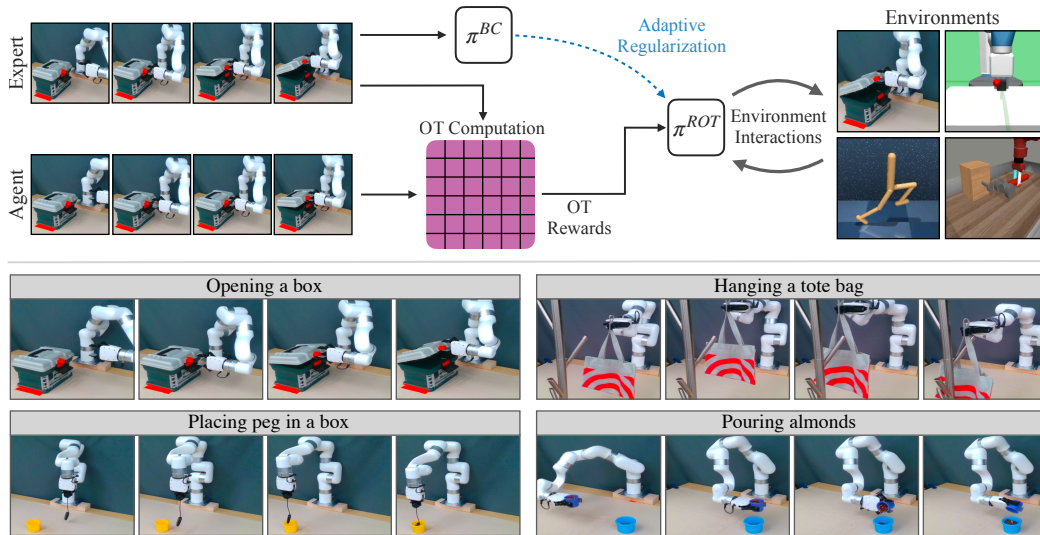 Expert
π^BC
Adaptive
Regularization
Environments
OT Computation
π^ROT
Environment
Interactions
Agent
OT
Rewards
Opening a box
Hanging a tote bag
Placing peg in a box
Pouring almonds